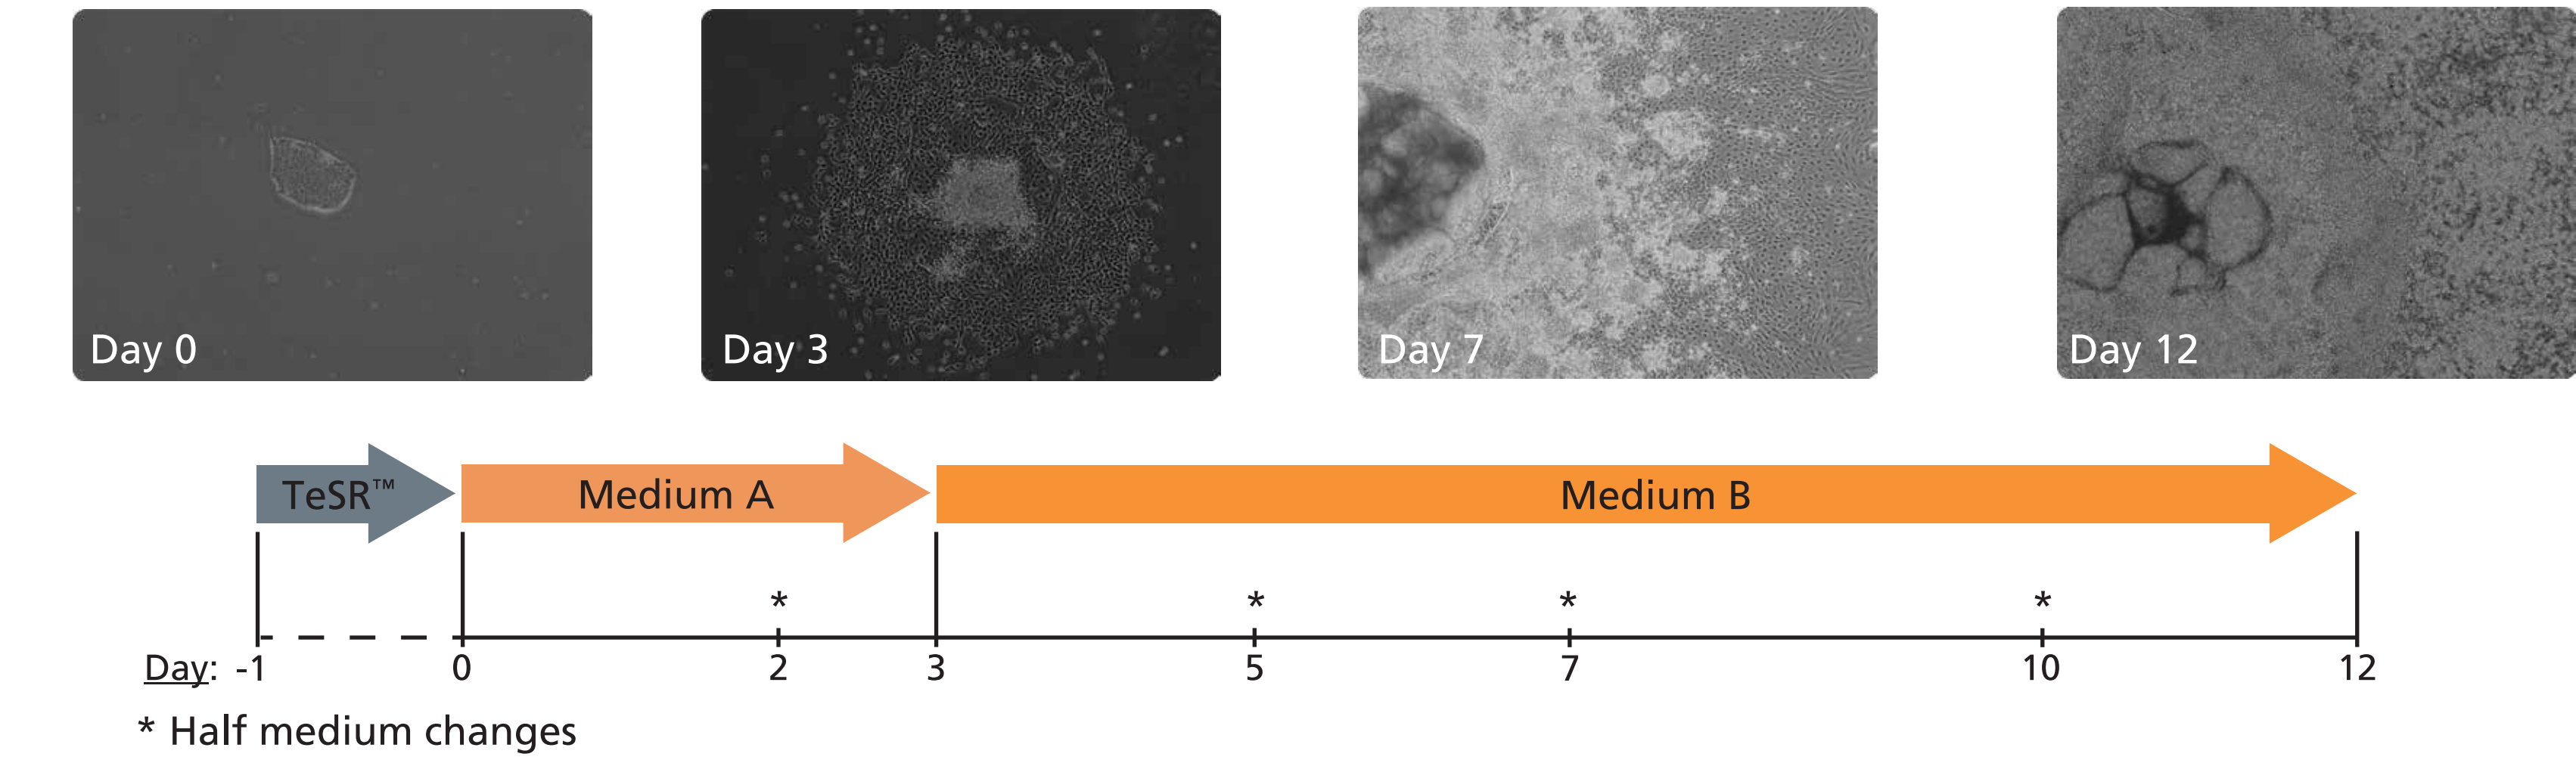 Day 0
Day 3
Day 7
Day 12
TeSR™
Medium A
Medium B
* * * *
Day: -1 0 2 3 5 7 10 12
* Half medium changes